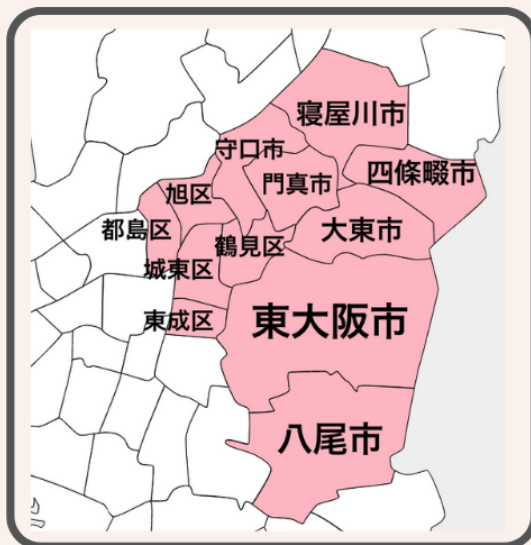 寝屋川市
守口市
四條畷市
門真市
旭区
都島区
大東市
鶴見区
城東区
東成区
東大阪市
八尾市